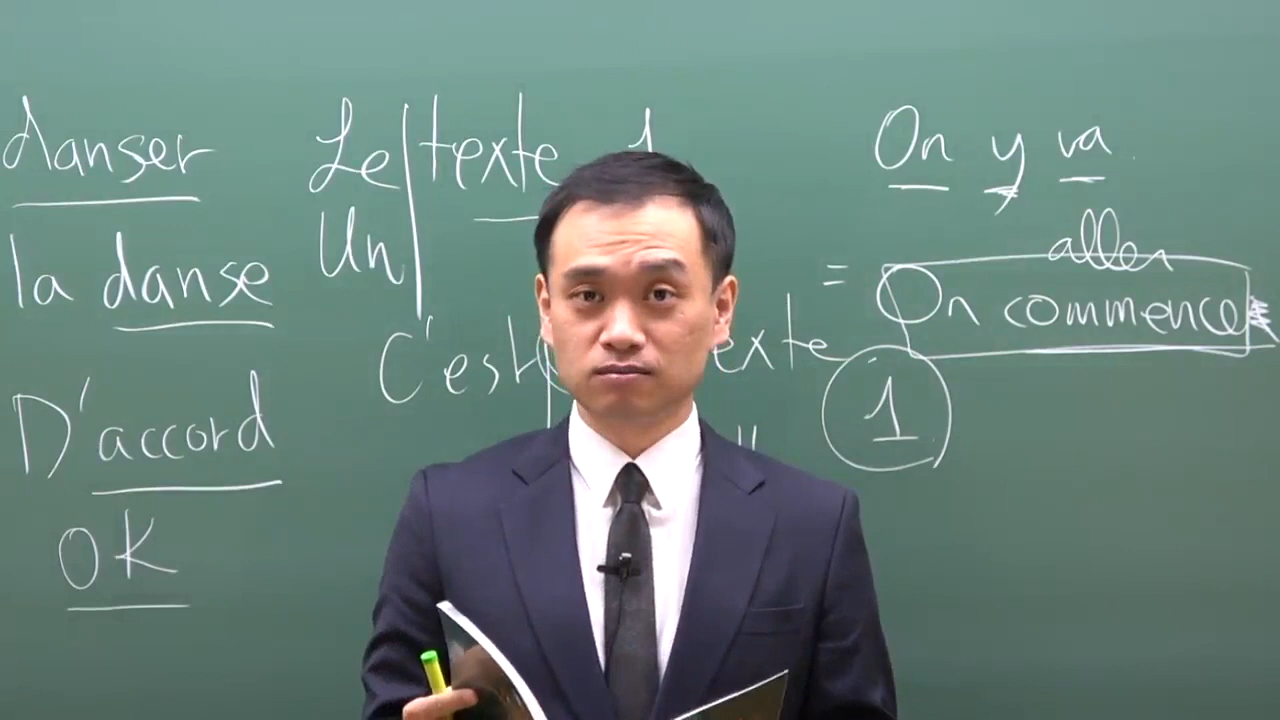 danser
la danse
D'accord
OK
Le texte 1
Un
C'est
texte
1
On y va.
aller
= On commence